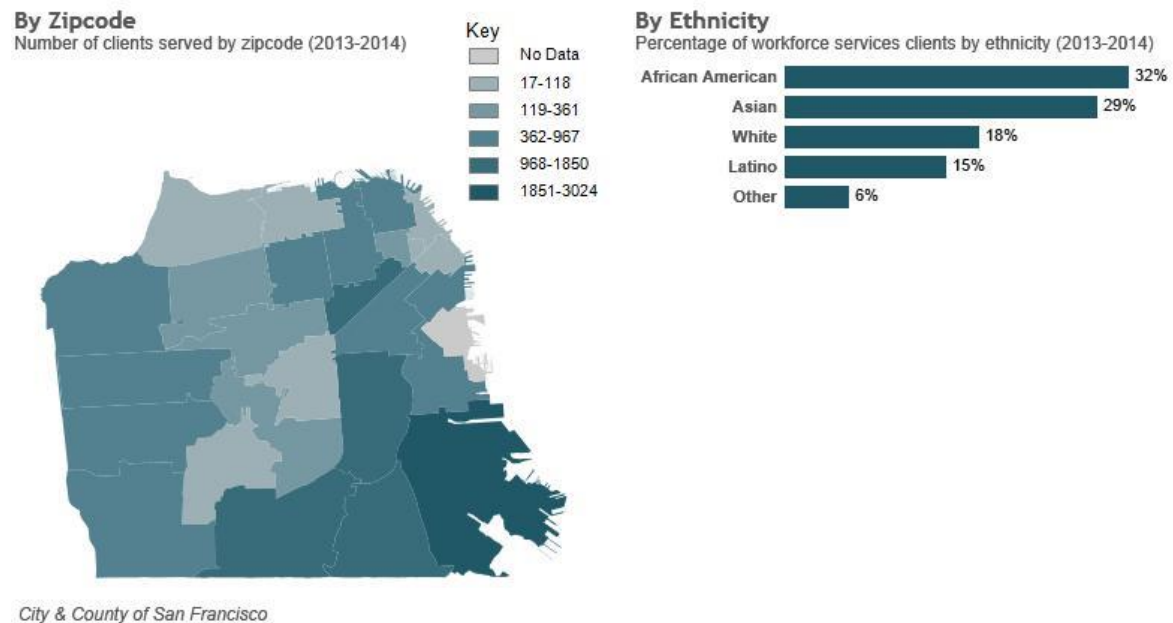 By Zipcode
Number of clients served by zipcode (2013-2014)
Key
No Data
17-118
119-361
362-967
968-1850
1851-3024
City & County of San Francisco
By Ethnicity
Percentage of workforce services clients by ethnicity (2013-2014)
African American 32%
Asian 29%
White 18%
Latino 15%
Other 6%